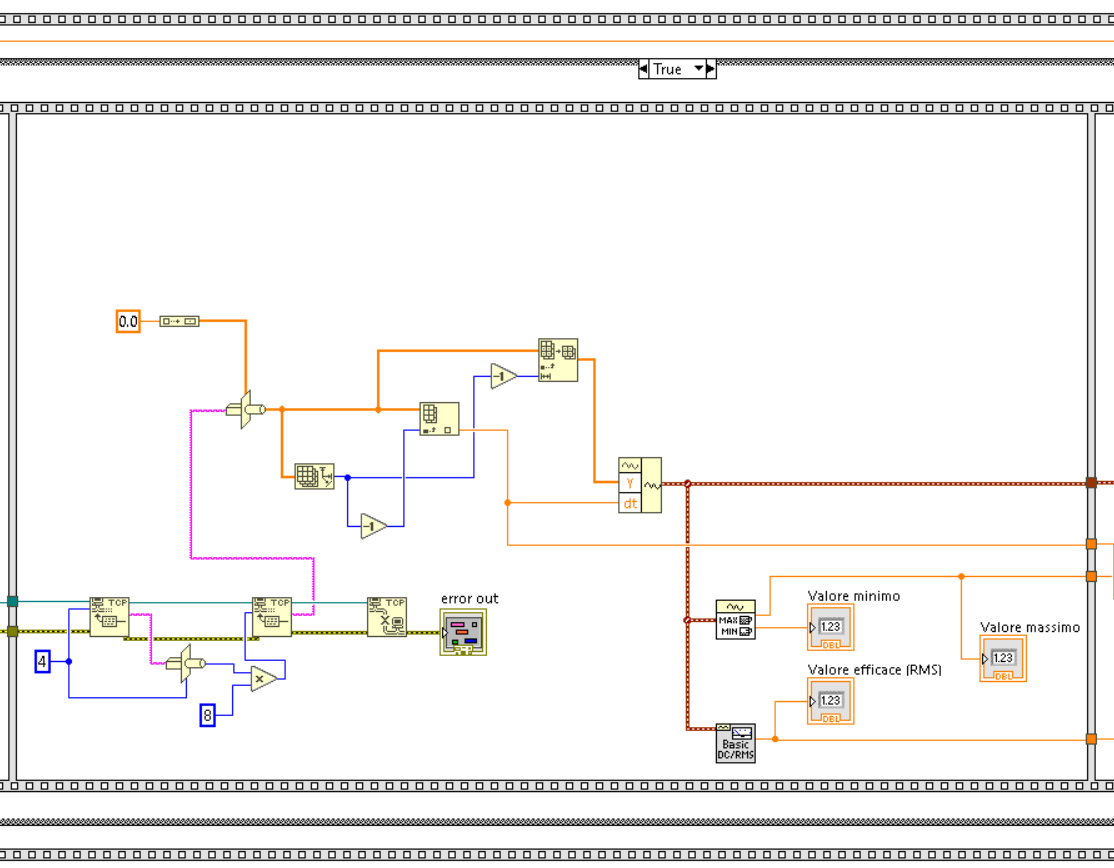 True
0.0
-1
-1
Y
dt
TCP
TCP
TCP
error out
4
x
8
MAX
MIN
Valore minimo
1.23
DBL
Valore massimo
1.23
DBL
Valore efficace (RMS)
1.23
DBL
Basic
DC/RMS